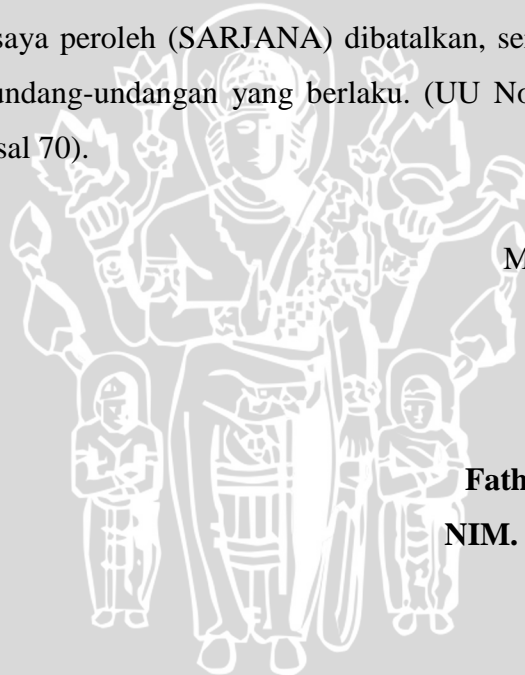 saya peroleh (SARJANA) dibatalkan, se
undang-undangan yang berlaku. (UU No
sal 70).
M
Fath
NIM.